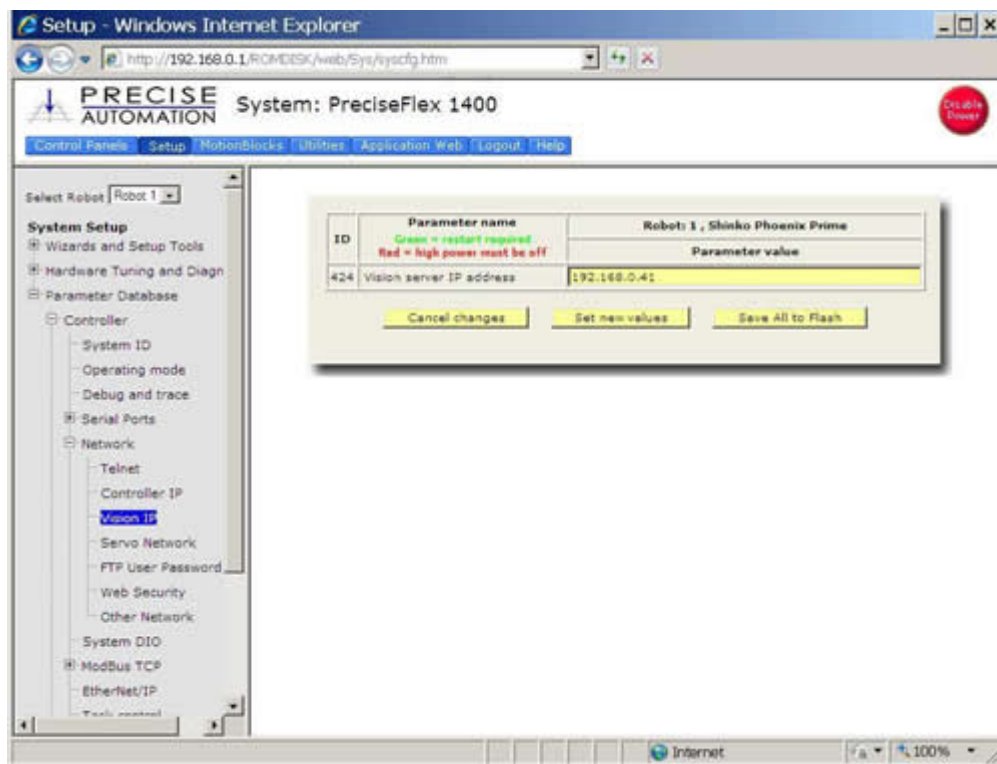 Setup - Windows Internet Explorer
http://192.168.0.1/ROMDISK/web/Sys/syscfg.htm
PRECISE
AUTOMATION
System: PreciseFlex 1400
Disable
Power
Control Panels Setup MotionBlocks Utilities Application Web Logout Help
Select Robot Robot 1
System Setup
Wizards and Setup Tools
Hardware Tuning and Diagn
Parameter Database
Controller
System ID
Operating mode
Debug and trace
Serial Ports
Network
Telnet
Controller IP
Vision IP
Servo Network
FTP User Password
Web Security
Other Network
System DIO
ModBus TCP
EtherNet/IP
ID
Parameter name
Green = restart required
Red = high power must be off
Robot: 1 , Shinko Phoenix Prime
Parameter value
424 Vision server IP address 192.168.0.41
Cancel changes Set new values Save All to Flash
Internet 100%